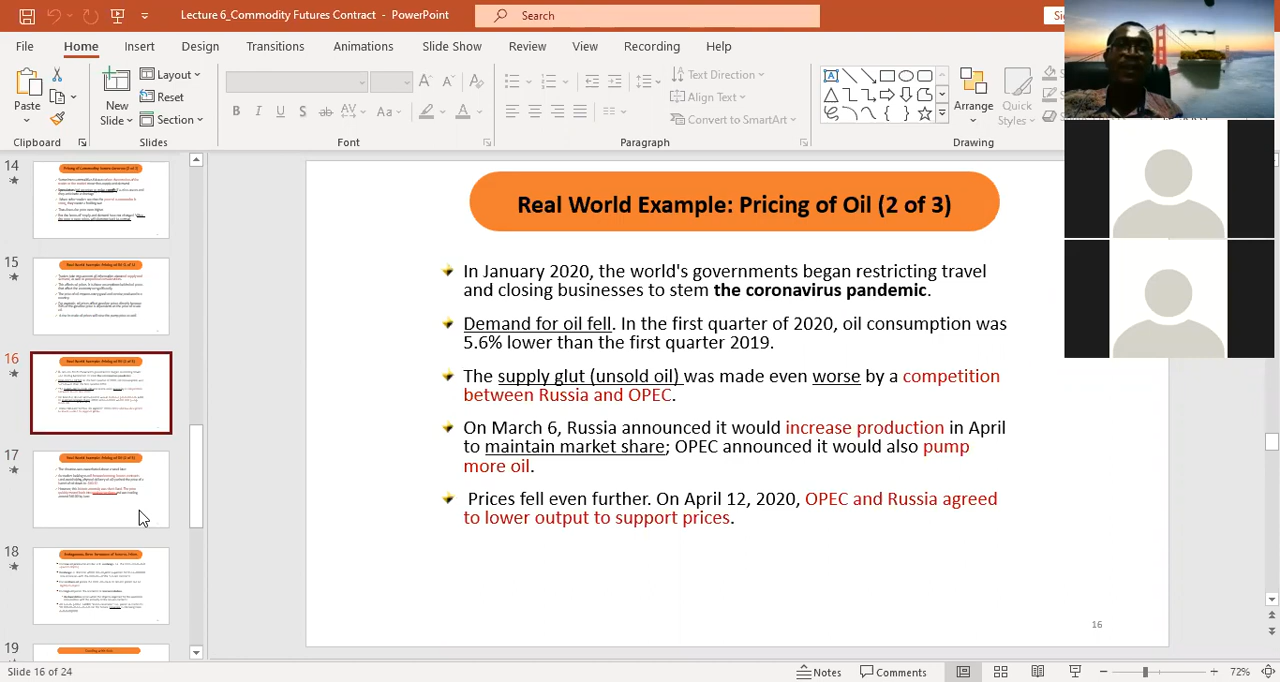 Lecture 6_Commodity Futures Contract - PowerPoint
Search
Si
File Home Insert Design Transitions Animations Slide Show Review View Recording Help
Paste
New Slide
Layout
Reset
Section
Text Direction
Align Text
Convert to SmartArt
Arrange
Quick Styles
Clipboard Slides Font Paragraph Drawing
14
15
16
17
18
19
Real World Example: Pricing of Oil (2 of 3)
In January 2020, the world's governments began restricting travel
and closing businesses to stem the coronavirus pandemic.
Demand for oil fell. In the first quarter of 2020, oil consumption was
5.6% lower than the first quarter 2019.
The supply glut (unsold oil) was made even worse by a competition
between Russia and OPEC.
On March 6, Russia announced it would increase production in April
to maintain market share; OPEC announced it would also pump
more oil.
Prices fell even further. On April 12, 2020, OPEC and Russia agreed
to lower output to support prices.
16
Slide 16 of 24
Notes
Comments
72%